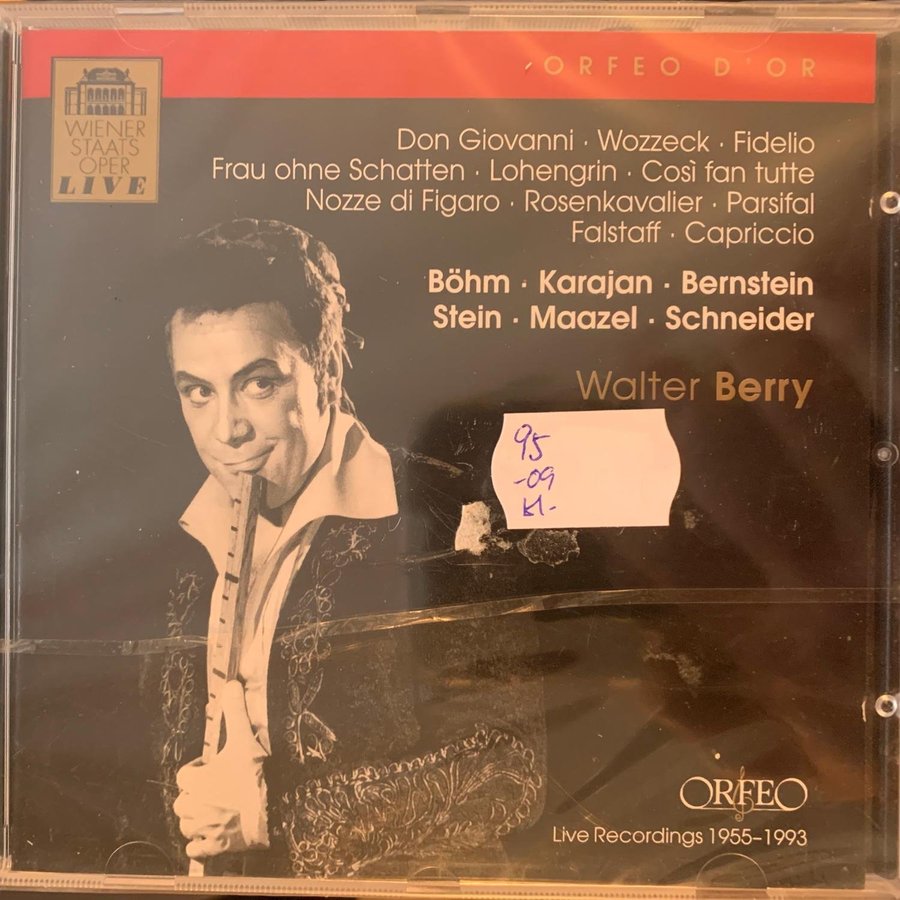 ORFEO D'OR
WIENER
STAATS
OPER
LIVE
Don Giovanni · Wozzeck · Fidelio
Frau ohne Schatten · Lohengrin · Così fan tutte
Nozze di Figaro · Rosenkavalier · Parsifal
Falstaff · Capriccio
Böhm · Karajan · Bernstein
Stein · Maazel · Schneider
Walter Berry
95
-09
ORFEO
Live Recordings 1955–1993